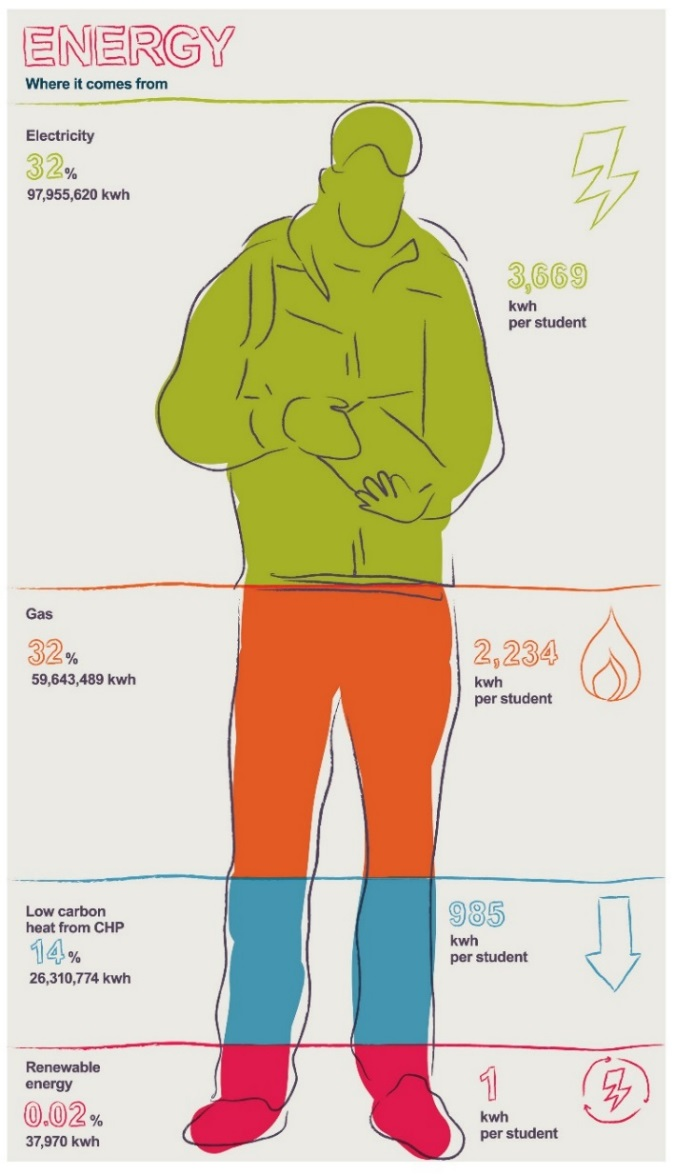 ENERGY
Where it comes from
Electricity
32%
97,955,620 kwh
3,669
kwh
per student
Gas
32%
59,643,489 kwh
2,234
kwh
per student
Low carbon
heat from CHP
14%
26,310,774 kwh
985
kwh
per student
Renewable
energy
0.02%
37,970 kwh
1
kwh
per student